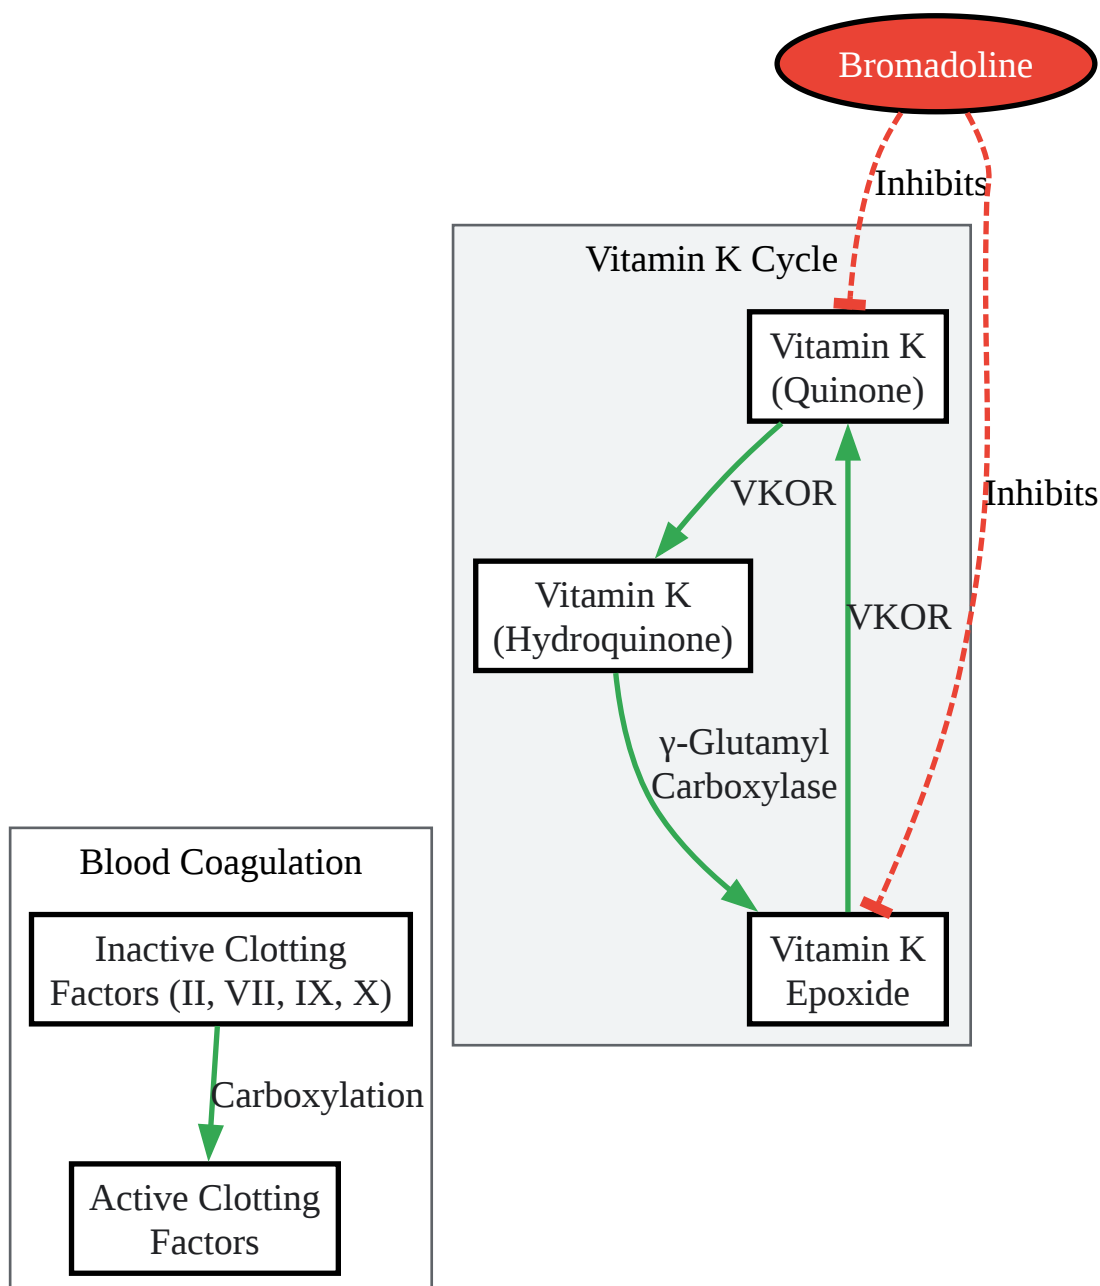 Bromadoline
Inhibits
Vitamin K Cycle
Vitamin K
(Quinone)
VKOR
Inhibits
Vitamin K
(Hydroquinone)
VKOR
γ-Glutamyl
Carboxylase
Blood Coagulation
Inactive Clotting
Factors (II, VII, IX, X)
Vitamin K
Epoxide
Carboxylation
Active Clotting
Factors